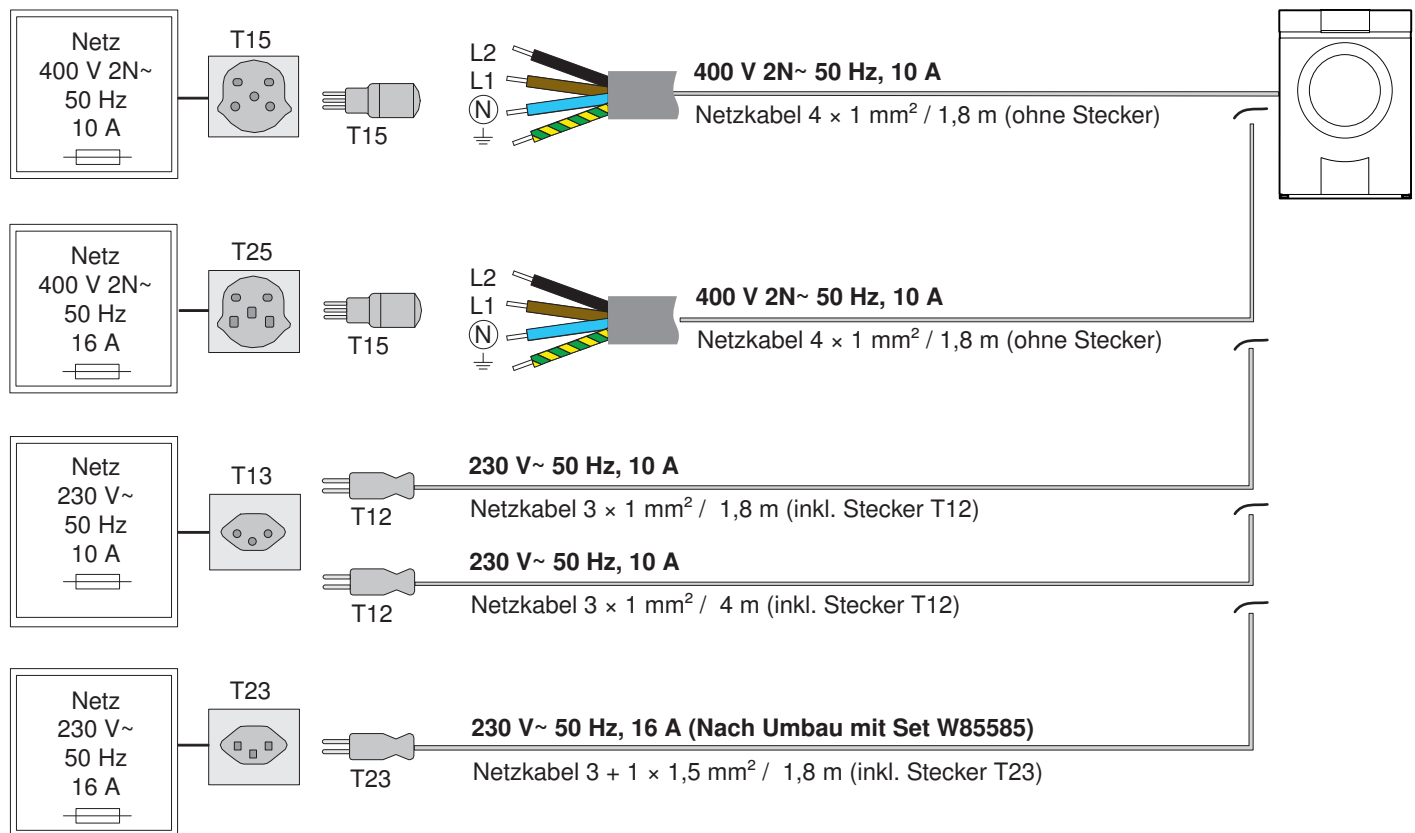 Netz
400 V 2N~
50 Hz
10 A
T15
T15
L2
L1
N
400 V 2N~ 50 Hz, 10 A
Netzkabel 4 × 1 mm² / 1,8 m (ohne Stecker)
Netz
400 V 2N~
50 Hz
16 A
T25
T15
L2
L1
N
400 V 2N~ 50 Hz, 10 A
Netzkabel 4 × 1 mm² / 1,8 m (ohne Stecker)
Netz
230 V~
50 Hz
10 A
T13
T12
230 V~ 50 Hz, 10 A
Netzkabel 3 × 1 mm² / 1,8 m (inkl. Stecker T12)
T12
230 V~ 50 Hz, 10 A
Netzkabel 3 × 1 mm² / 4 m (inkl. Stecker T12)
Netz
230 V~
50 Hz
16 A
T23
T23
230 V~ 50 Hz, 16 A (Nach Umbau mit Set W85585)
Netzkabel 3 + 1 × 1,5 mm² / 1,8 m (inkl. Stecker T23)